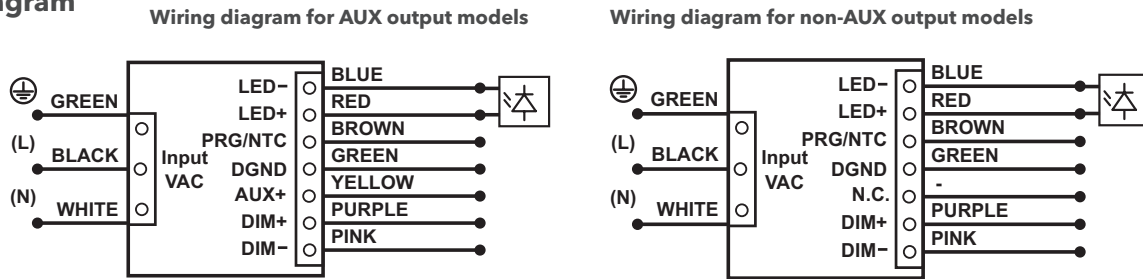 Wiring diagram for AUX output models
GREEN
(L)
BLACK
(N)
WHITE
Input
VAC
LED-
LED+
PRG/NTC
DGND
AUX+
DIM+
DIM-
BLUE
RED
BROWN
GREEN
YELLOW
PURPLE
PINK
Wiring diagram for non-AUX output models
GREEN
(L)
BLACK
(N)
WHITE
Input
VAC
LED-
LED+
PRG/NTC
DGND
N.C.
DIM+
DIM-
BLUE
RED
BROWN
GREEN
-
PURPLE
PINK